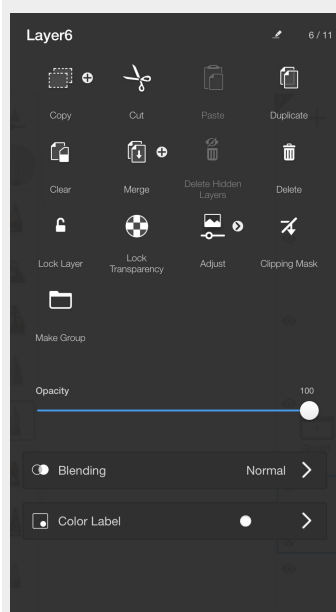 Layer6 6 / 11
Copy Cut Paste Duplicate
Clear Merge Delete Hidden Layers Delete
Lock Layer Lock Transparency Adjust Clipping Mask
Make Group
Opacity 100
Blending Normal
Color Label